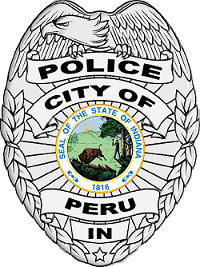 POLICE
CITY OF
SEAL OF THE STATE OF INDIANA
1816
PERU
IN